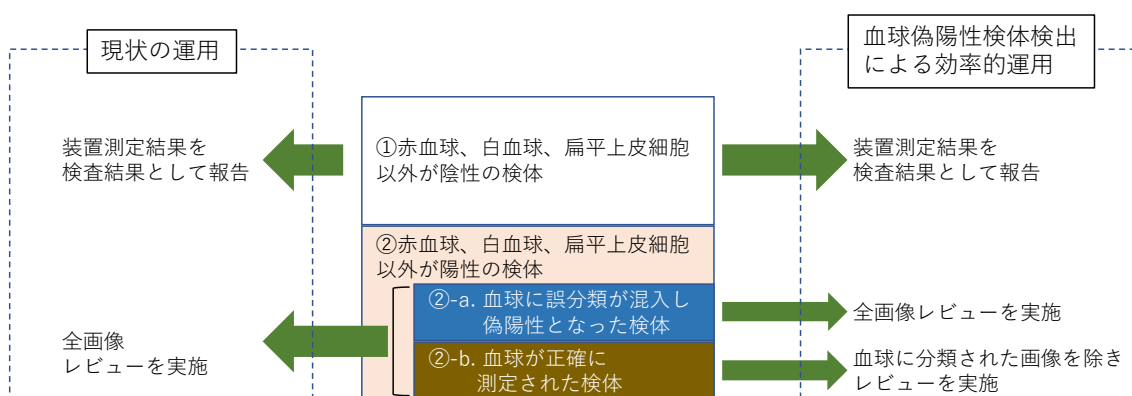 現状の運用
血球偽陽性検体検出
による効率的運用
装置測定結果を
検査結果として報告
①赤血球、白血球、扁平上皮細胞
以外が陰性の検体
装置測定結果を
検査結果として報告
②赤血球、白血球、扁平上皮細胞
以外が陽性の検体
②-a. 血球に誤分類が混入し
偽陽性となった検体
全画像レビューを実施
全画像
レビューを実施
②-b. 血球が正確に
測定された検体
血球に分類された画像を除き
レビューを実施